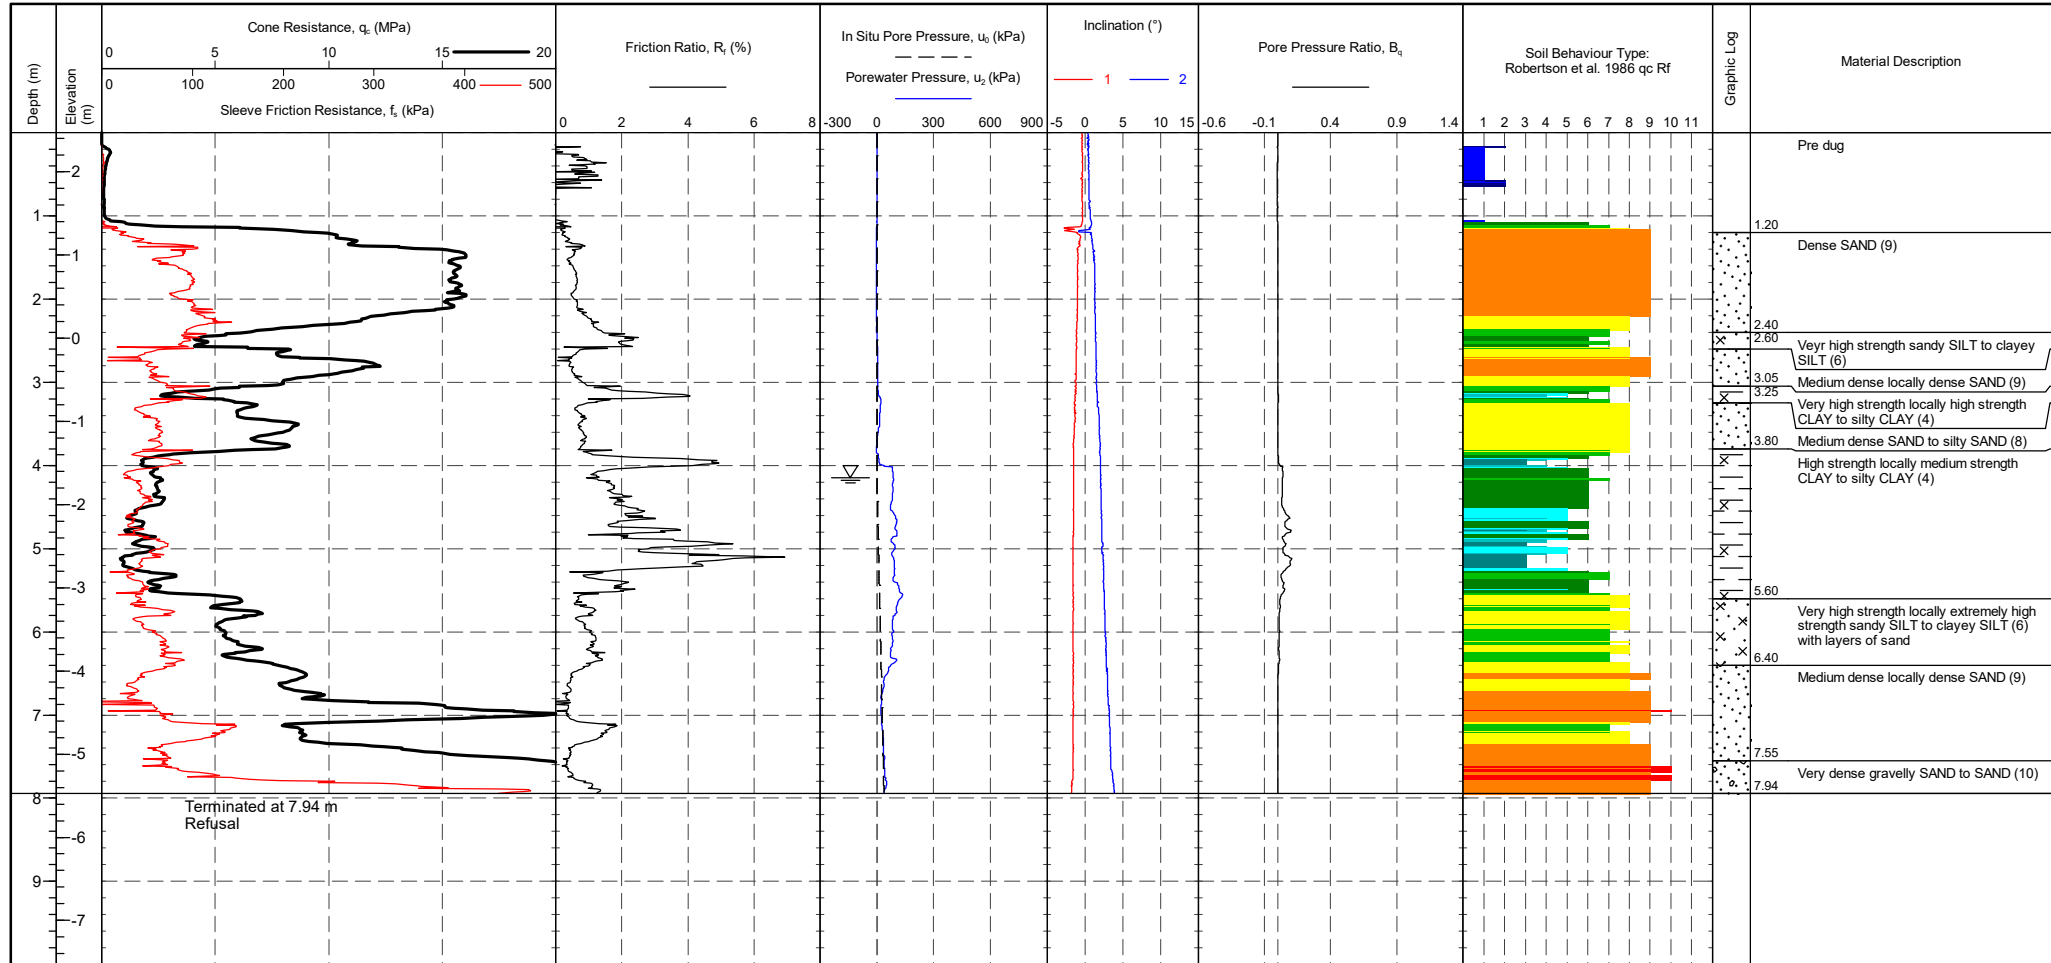 Depth (m)
Elevation
(m)
Cone Resistance, qc (MPa)
0 5 10 15 20
0 100 200 300 400 500
Sleeve Friction Resistance, fs (kPa)
Friction Ratio, Rf (%)
0 2 4 6 8
In Situ Pore Pressure, u0 (kPa)
Porewater Pressure, u2 (kPa)
-300 0 300 600 900
Inclination (°)
1 2
-5 0 5 10 15
Pore Pressure Ratio, Bq
-0.6 -0.1 0.4 0.9 1.4
Soil Behaviour Type:
Robertson et al. 1986 qc Rf
1 2 3 4 5 6 7 8 9 10 11
Graphic Log
Material Description
Pre dug
2
1
1.20
Dense SAND (9)
1
2
2.40
0
2.60
Veyr high strength sandy SILT to clayey
SILT (6)
3
3.05
Medium dense locally dense SAND (9)
3.25
Very high strength locally high strength
CLAY to silty CLAY (4)
-1
3.80
Medium dense SAND to silty SAND (8)
4
High strength locally medium strength
CLAY to silty CLAY (4)
-2
5
-3
5.60
Very high strength locally extremely high
strength sandy SILT to clayey SILT (6)
with layers of sand
6
6.40
-4
Medium dense locally dense SAND (9)
7
-5
7.55
Very dense gravelly SAND to SAND (10)
7.94
8
Terminated at 7.94 m
Refusal
-6
9
-7